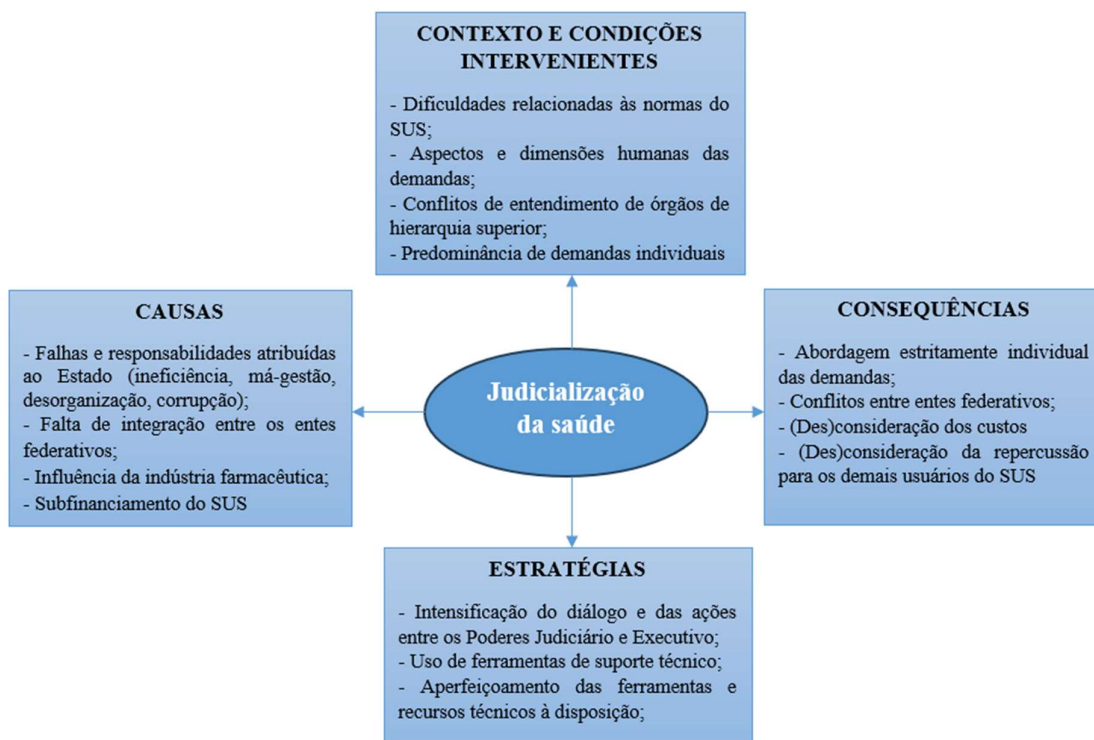 CONTEXTO E CONDIÇÕES
INTERVENIENTES
- Dificuldades relacionadas às normas do
SUS;
- Aspectos e dimensões humanas das
demandas;
- Conflitos de entendimento de órgãos de
hierarquia superior;
- Predominância de demandas individuais
CAUSAS
- Falhas e responsabilidades atribuídas
ao Estado (ineficiência, má-gestão,
desorganização, corrupção);
- Falta de integração entre os entes
federativos;
- Influência da indústria farmacêutica;
- Subfinanciamento do SUS
Judicialização
da saúde
CONSEQUÊNCIAS
- Abordagem estritamente individual
das demandas;
- Conflitos entre entes federativos;
- (Des)consideração dos custos
- (Des)consideração da repercussão
para os demais usuários do SUS
ESTRATÉGIAS
- Intensificação do diálogo e das ações
entre os Poderes Judiciário e Executivo;
- Uso de ferramentas de suporte técnico;
- Aperfeiçoamento das ferramentas e
recursos técnicos à disposição;